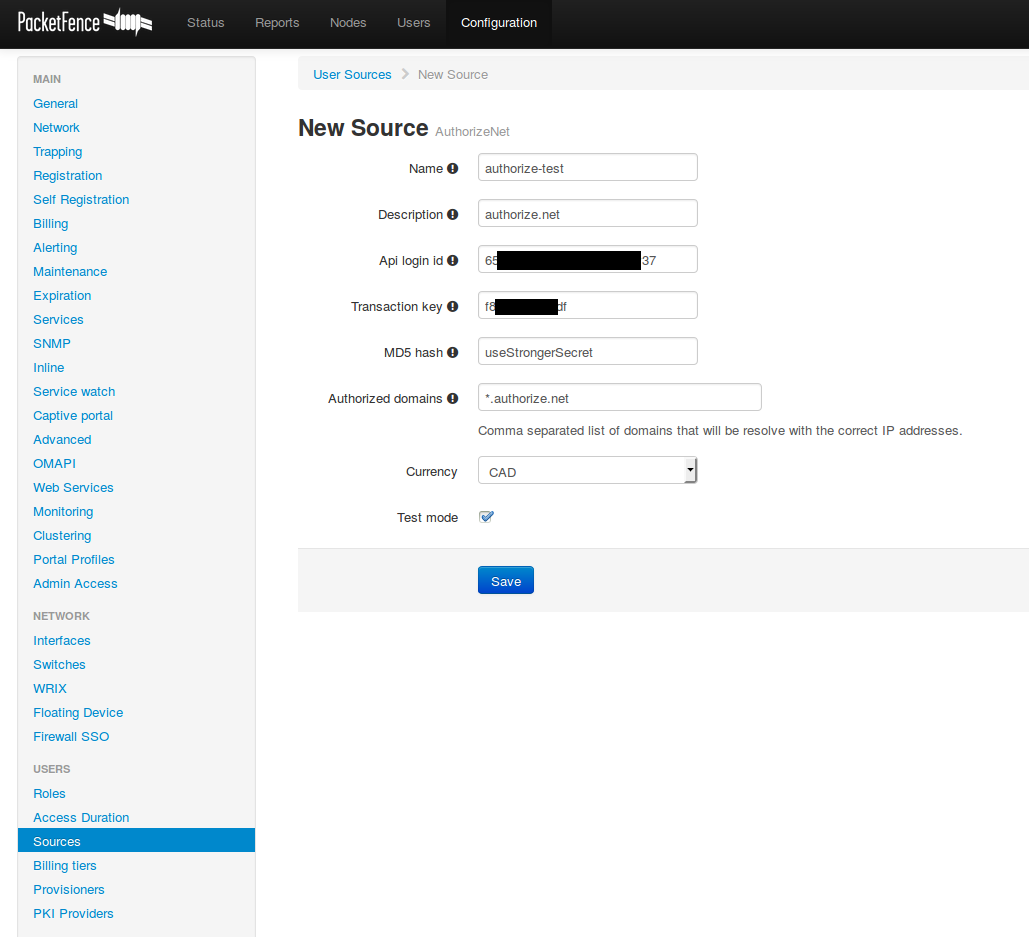 PacketFence
Status Reports Nodes Users Configuration
MAIN
General
Network
Trapping
Registration
Self Registration
Billing
Alerting
Maintenance
Expiration
Services
SNMP
Inline
Service watch
Captive portal
Advanced
OMAPI
Web Services
Monitoring
Clustering
Portal Profiles
Admin Access
NETWORK
Interfaces
Switches
WRIX
Floating Device
Firewall SSO
USERS
Roles
Access Duration
Sources
Billing tiers
Provisioners
PKI Providers
User Sources New Source
New Source AuthorizeNet
Name authorize-test
Description authorize.net
Api login id 65 37
Transaction key f8 df
MD5 hash useStrongerSecret
Authorized domains *.authorize.net
Comma separated list of domains that will be resolve with the correct IP addresses.
Currency CAD
Test mode
Save